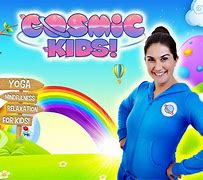 COSMIC
KIDS!
YOGA
MINDFULNESS
RELAXATION
FOR KIDS!